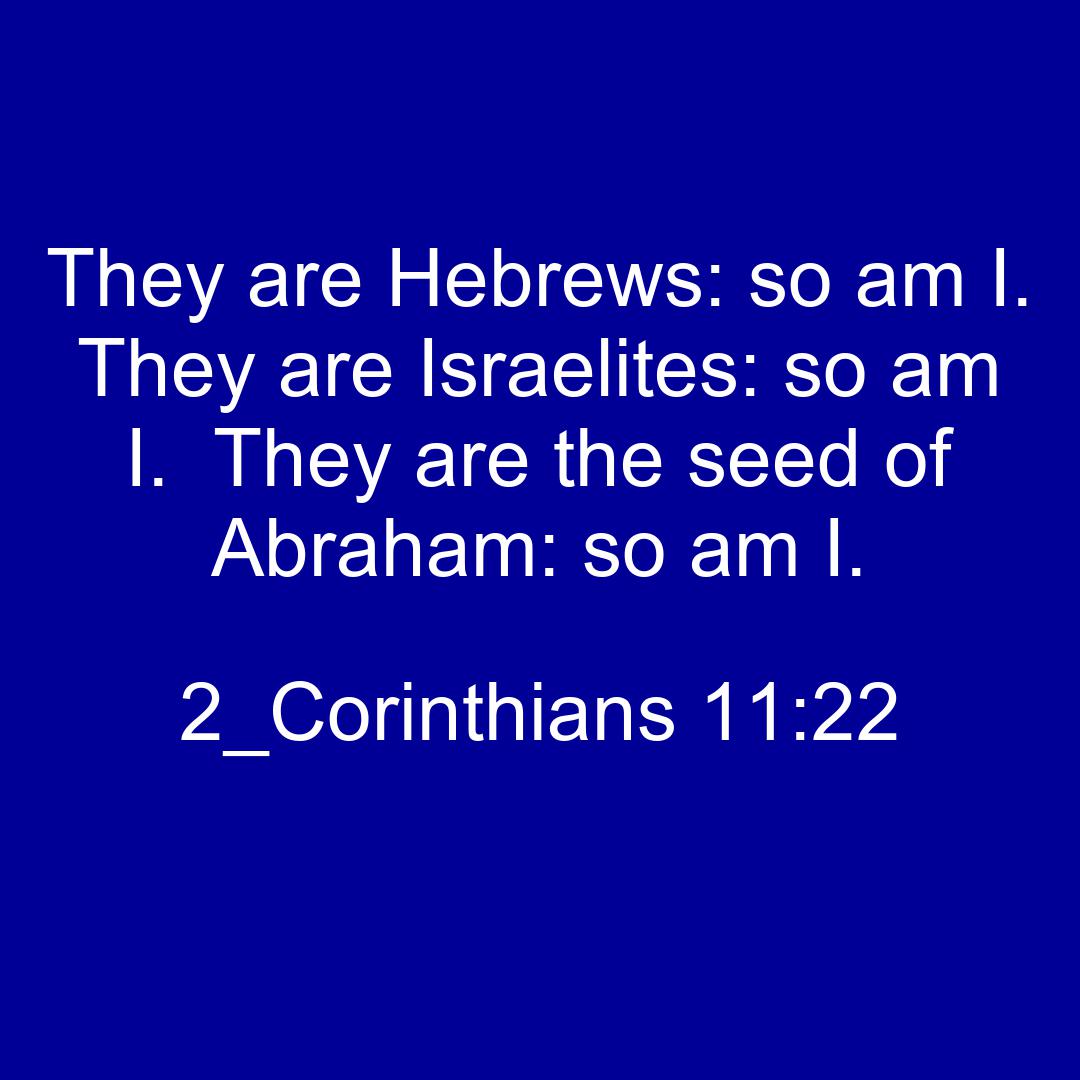 They are Hebrews: so am I.
They are Israelites: so am
I.  They are the seed of
Abraham: so am I.
2_Corinthians 11:22